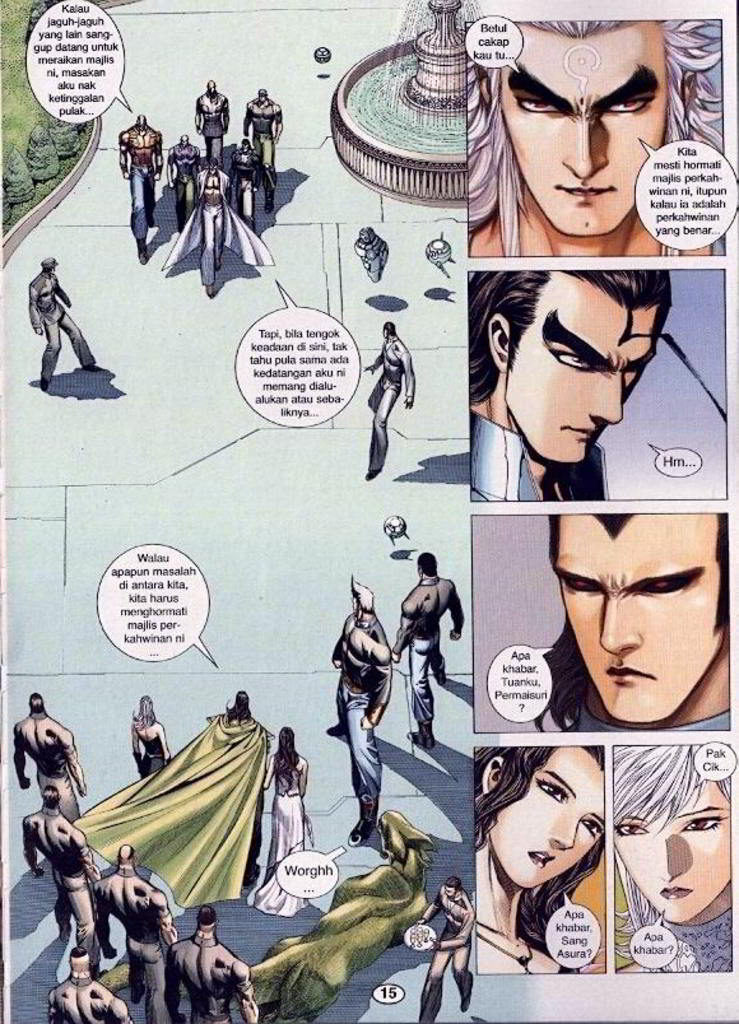 Kalau
jaguh-jaguh
yang lain sang-
gup datang untuk
meraikan majlis
ni, masakan
aku nak
ketinggalan
pulak...
Tapi, bila tengok
keadaan di sini, tak
tahu pula sama ada
kedatangan aku ni
memang dialu-
alukan atau seba-
liknya...
Walau
apapun masalah
di antara kita,
kita harus
menghormati
majlis per-
kahwinan ni
...
Worghh
...
Betul
cakap
kau tu...
Kita
mesti hormati
majlis perkah-
winan ni, itupun
kalau ia adalah
perkahwinan
yang benar...
Hm...
Apa
khabar,
Tuanku,
Permaisuri
?
Apa
khabar,
Sang
Asura?
Pak
Cik...
Apa
khabar?
15